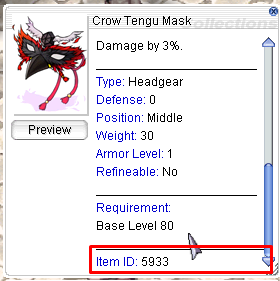 Crow Tengu Mask
Damage by 3%.
Type: Headgear
Defense: 0
Position: Middle
Weight: 30
Armor Level: 1
Refineable: No
Preview
Requirement:
Base Level 80
Item ID: 5933